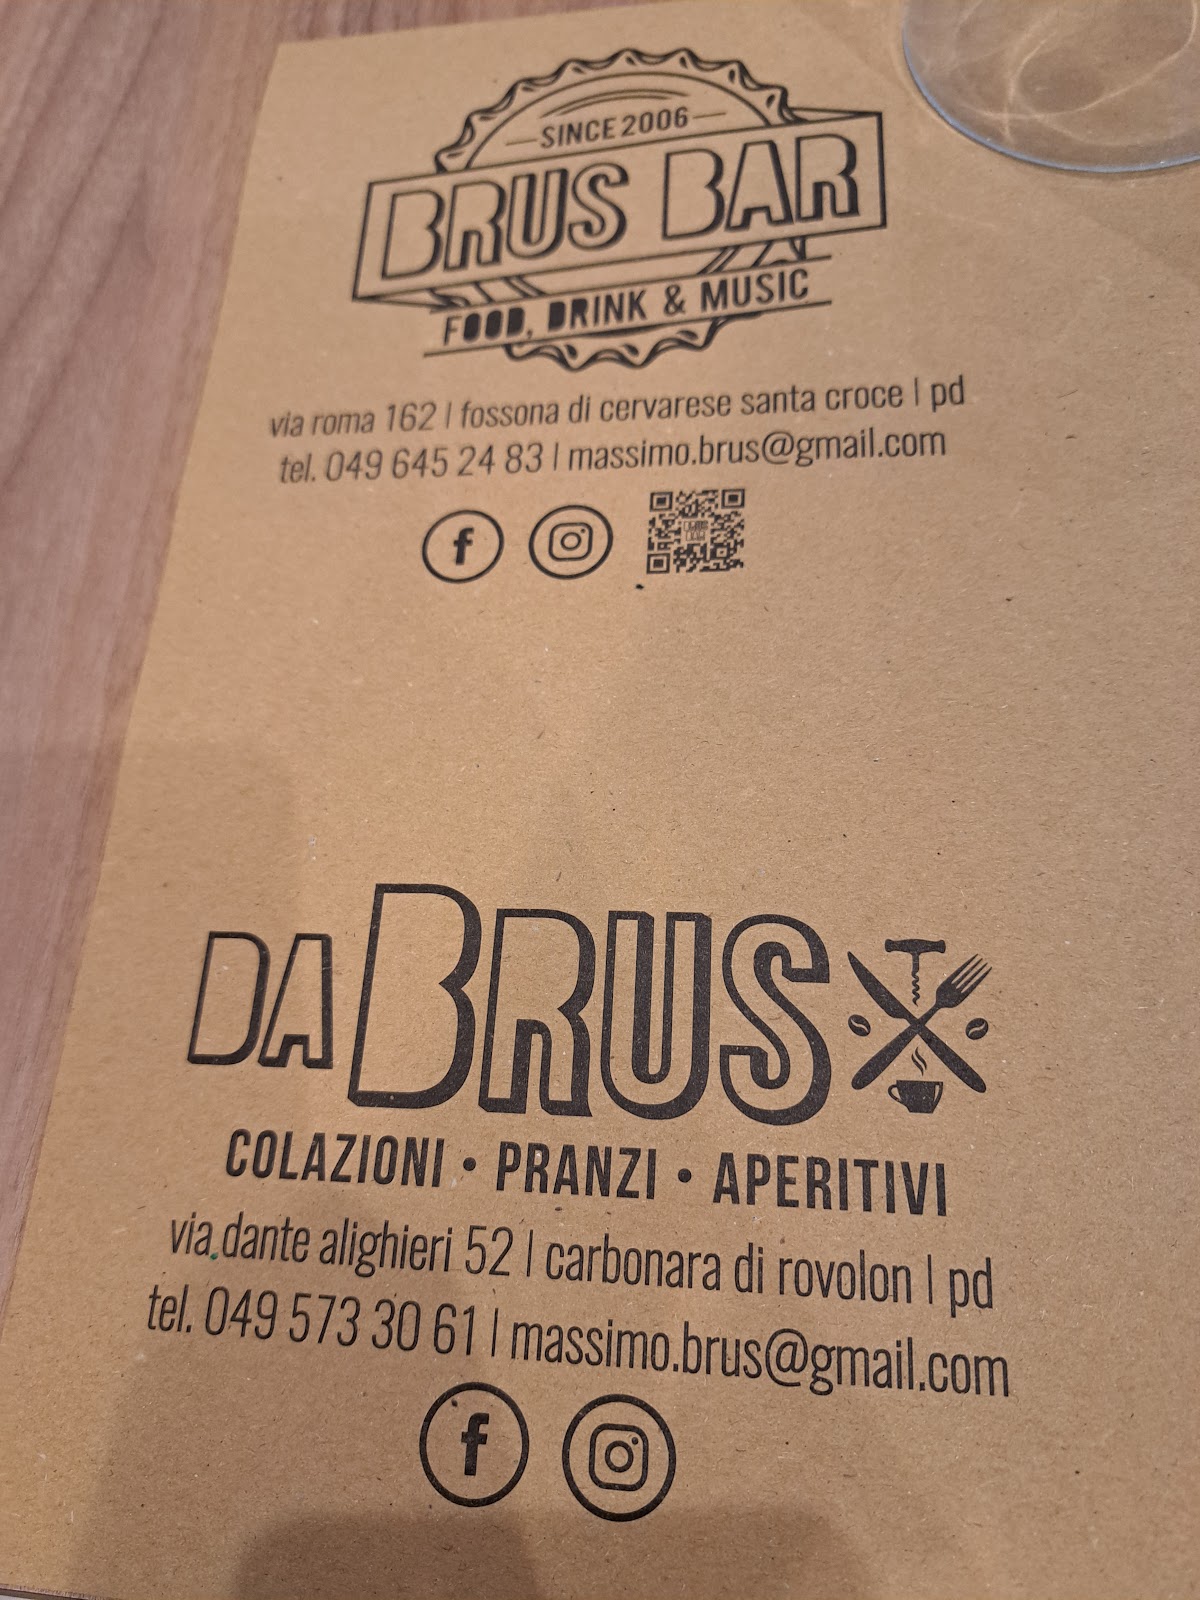 SINCE 2006
BRUS BAR
FOOD, DRINK & MUSIC
via roma 162 | fossona di cervarese santa croce | pd
tel. 049 645 24 83 | massimo.brus@gmail.com
DA BRUS
COLAZIONI • PRANZI • APERITIVI
via dante alighieri 52 | carbonara di rovolon | pd
tel. 049 573 30 61 | massimo.brus@gmail.com